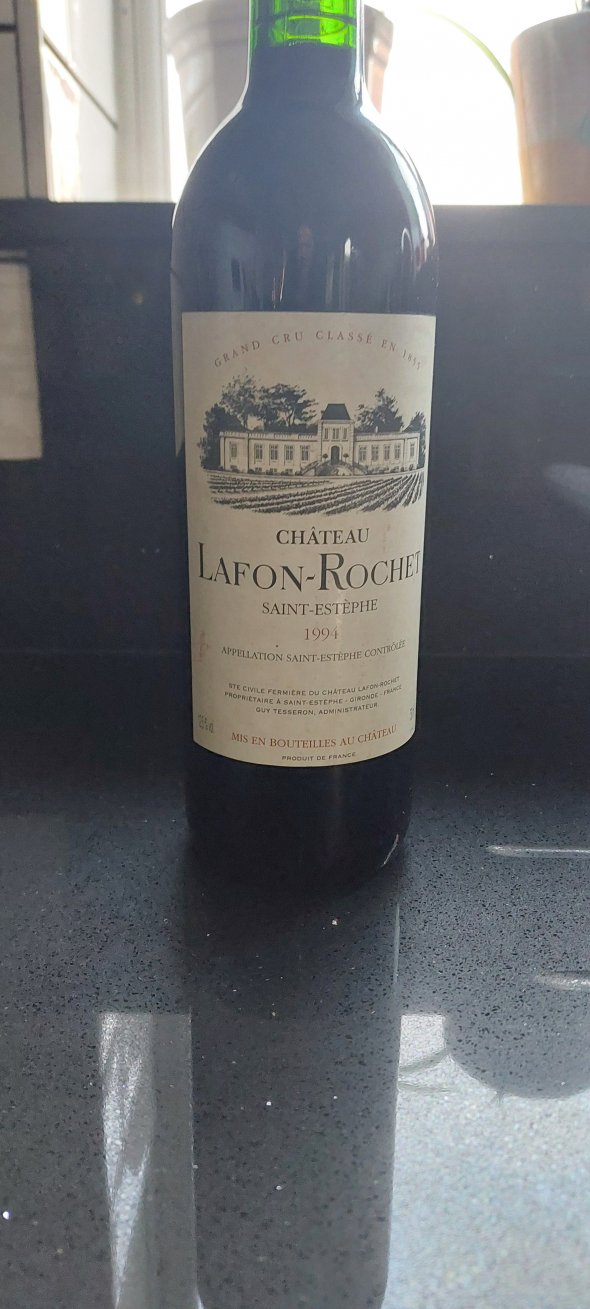 GRAND CRU CLASSÉ EN 1855
CHÂTEAU
LAFON-ROCHET
SAINT-ESTÈPHE
1994
APPELLATION SAINT-ESTÈPHE CONTRÔLÉE
STE CIVILE FERMIÈRE DU CHÂTEAU LAFON-ROCHET
PROPRIÉTAIRE À SAINT-ESTÈPHE - GIRONDE - FRANCE
GUY TESSERON, ADMINISTRATEUR
MIS EN BOUTEILLES AU CHÂTEAU
PRODUIT DE FRANCE